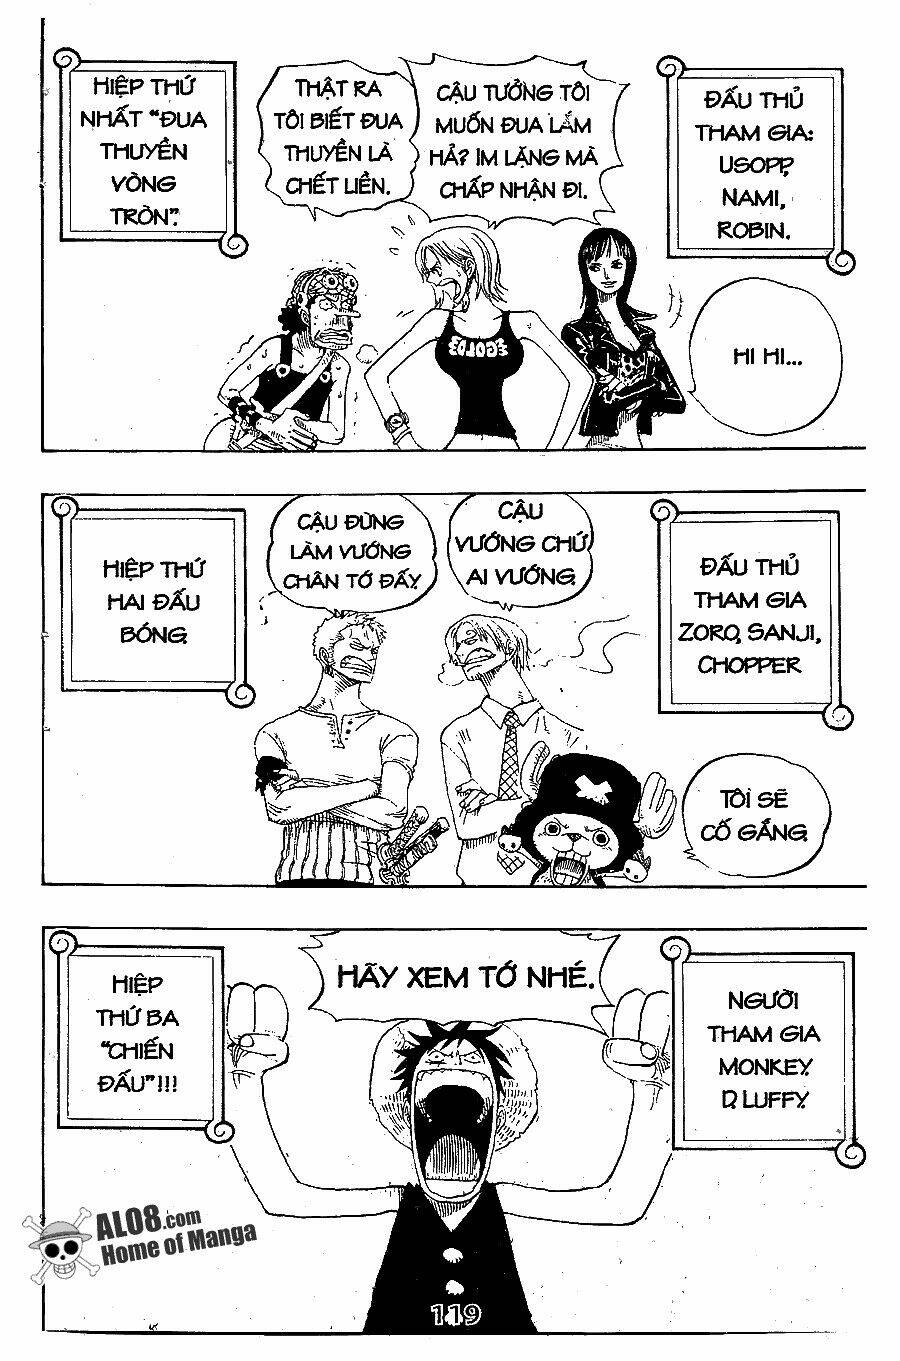 HIỆP THỨ
NHẤT "ĐUA
THUYỀN
VÒNG
TRÒN".
THẬT RA
TÔI BIẾT ĐUA
THUYỀN LÀ
CHẾT LIỀN.
CẬU TƯỞNG TÔI
MUỐN ĐUA LẮM
HẢ? IM LẶNG MÀ
CHẤP NHẬN ĐI.
ĐẤU THỦ
THAM GIA:
USOPP,
NAMI,
ROBIN.
HI HI...
HIỆP THỨ
HAI ĐẤU
BÓNG.
CẬU ĐỪNG
LÀM VƯỚNG
CHÂN TỚ ĐẤY.
CẬU
VƯỚNG CHỨ
AI VƯỚNG.
ĐẤU THỦ
THAM GIA
ZORO, SANJI,
CHOPPER
TÔI SẼ
CỐ GẮNG.
HIỆP
THỨ BA
"CHIẾN
ĐẤU"!!!
HÃY XEM TỚ NHÉ.
NGƯỜI
THAM GIA
MONKEY.
D. LUFFY.
AL08.com
Home of Manga
119